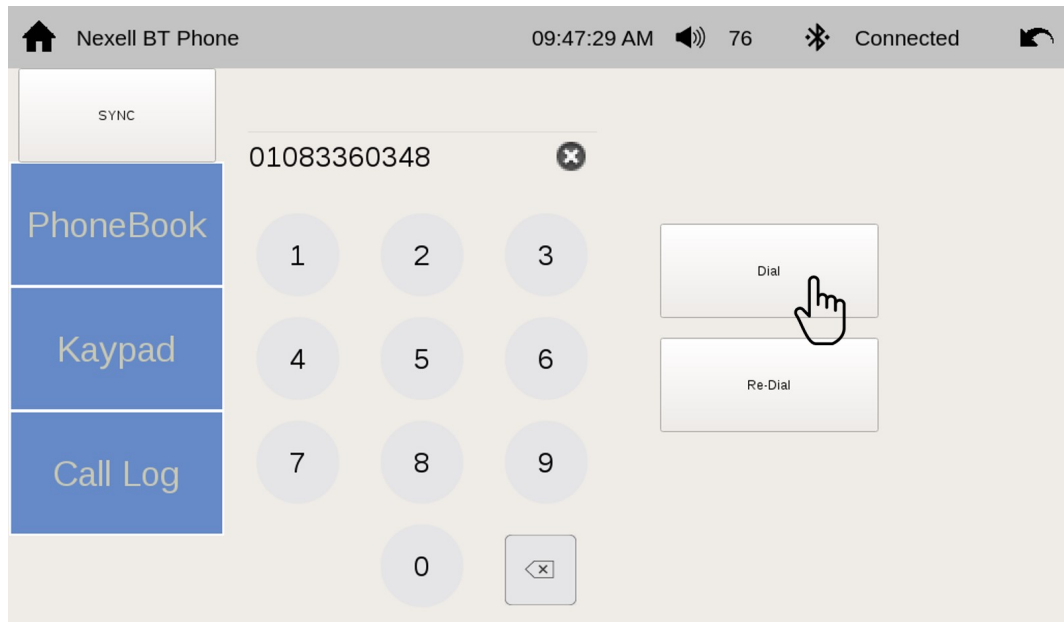 Nexell BT Phone 09:47:29 AM 76 Connected
SYNC
PhoneBook
Kaypad
Call Log
01083360348
1 2 3
4 5 6
7 8 9
0
Dial
Re-Dial